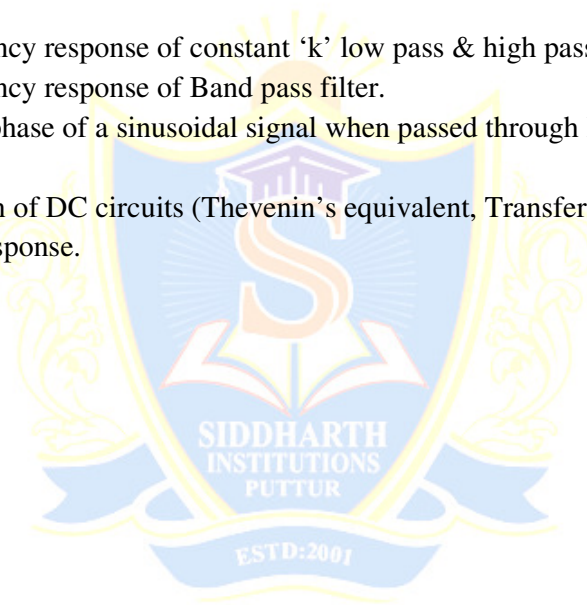 ncy response of constant ‘k’ low pass & high pass
ncy response of Band pass filter.
phase of a sinusoidal signal when passed through
n of DC circuits (Thevenin’s equivalent, Transfer
sponse.
S
SIDDHARTH
INSTITUTIONS
PUTTUR
ESTD:2001